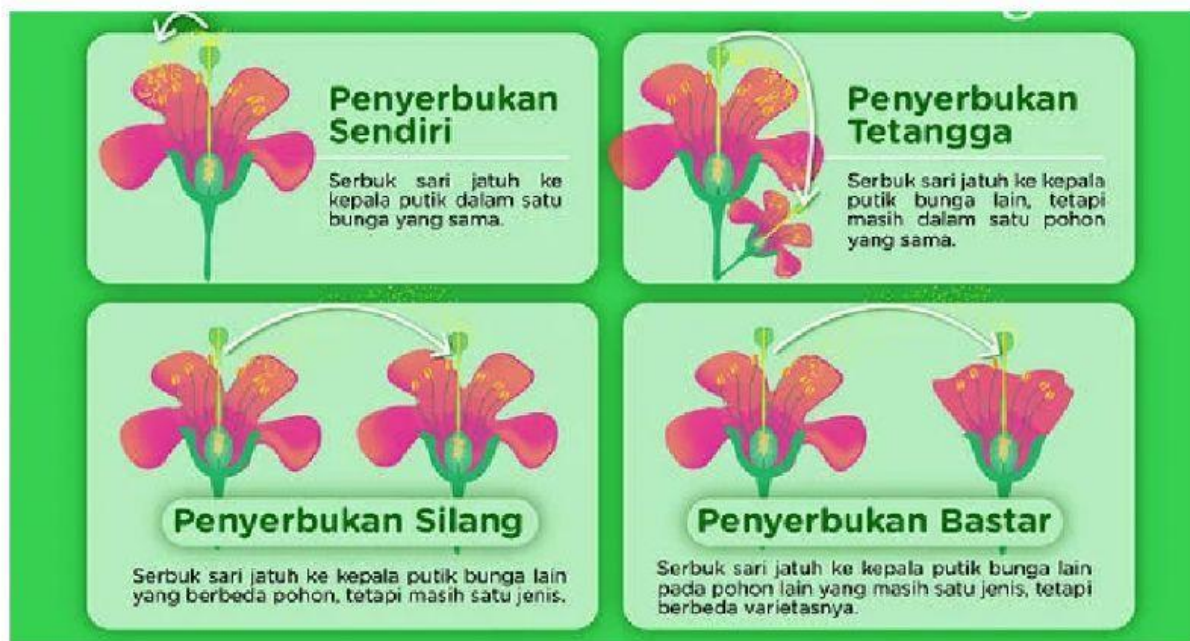 Penyerbukan
Sendiri
Serbuk sari jatuh ke
kepala putik dalam satu
bunga yang sama.
Penyerbukan
Tetangga
Serbuk sari jatuh ke kepala
putik bunga lain, tetapi
masih dalam satu pohon
yang sama.
Penyerbukan Silang
Serbuk sari jatuh ke kepala putik bunga lain
yang berbeda pohon, tetapi masih satu jenis.
Penyerbukan Bastar
Serbuk sari jatuh ke kepala putik bunga lain
pada pohon lain yang masih satu jenis, tetapi
berbeda varietasnya.